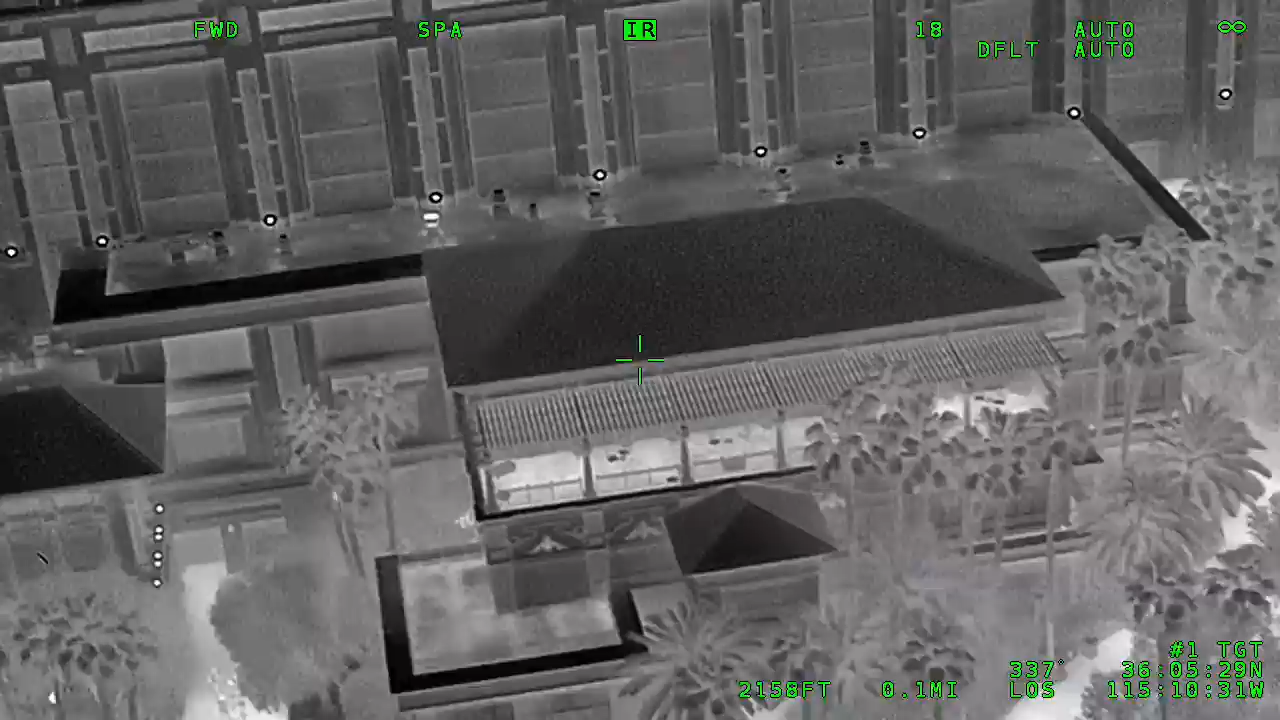 FWD SPA IR 18 AUTO ∞
DFLT AUTO
#1 TGT
337° 36:05:29N
2158FT 0.1MI LOS 115:10:31W